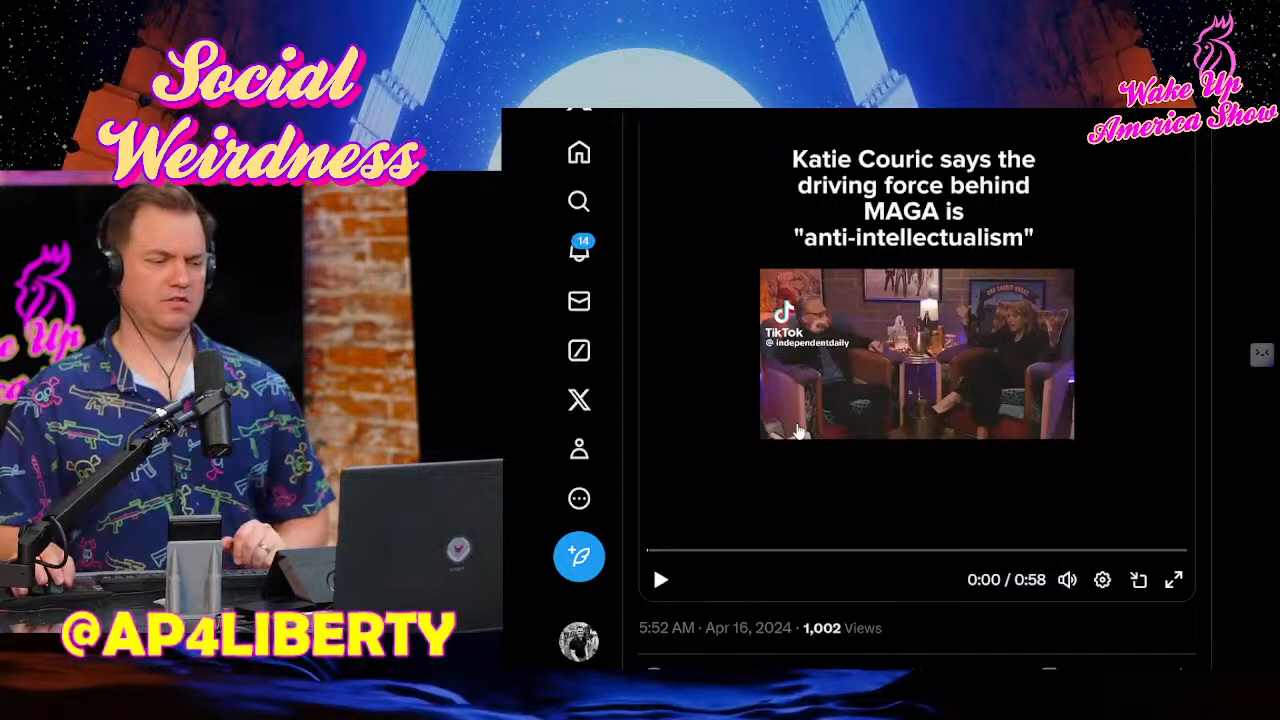 Social
Weirdness
Wake Up
America Show
14
Katie Couric says the
driving force behind
MAGA is
"anti-intellectualism"
TikTok
@ independentdaily
0:00 / 0:58
5:52 AM · Apr 16, 2024 · 1,002 Views
@AP4LIBERTY